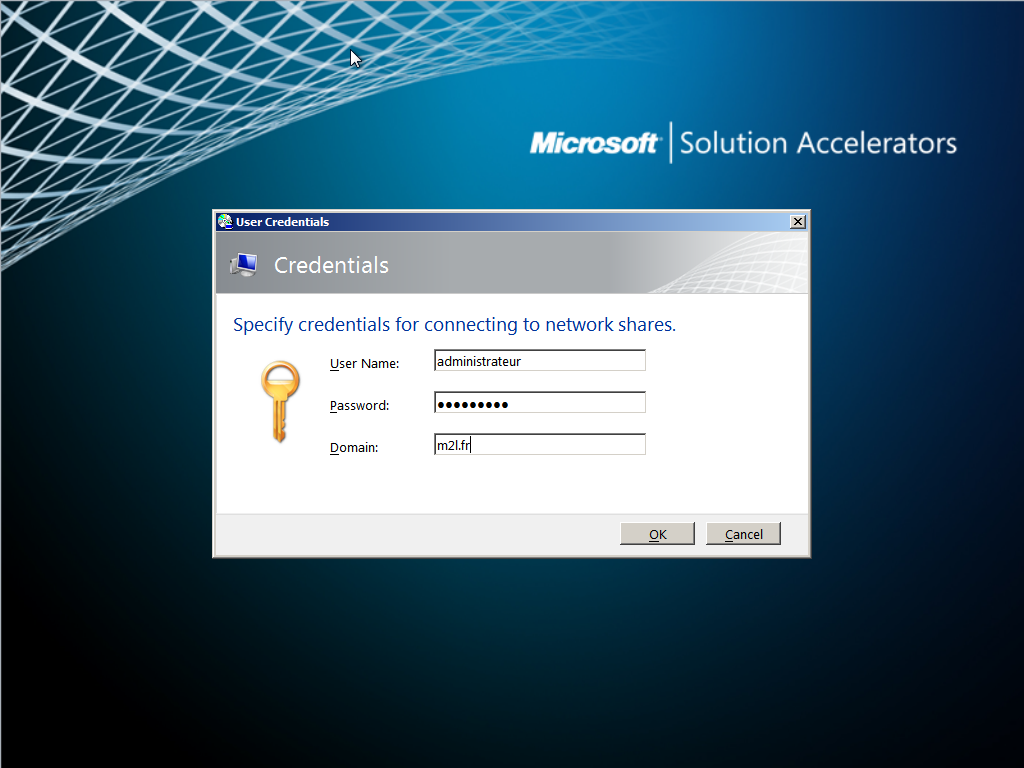 Microsoft | Solution Accelerators
User Credentials
Credentials
Specify credentials for connecting to network shares.
User Name: administrateur
Password: ●●●●●●●●●
Domain: m2l.fr
OK Cancel